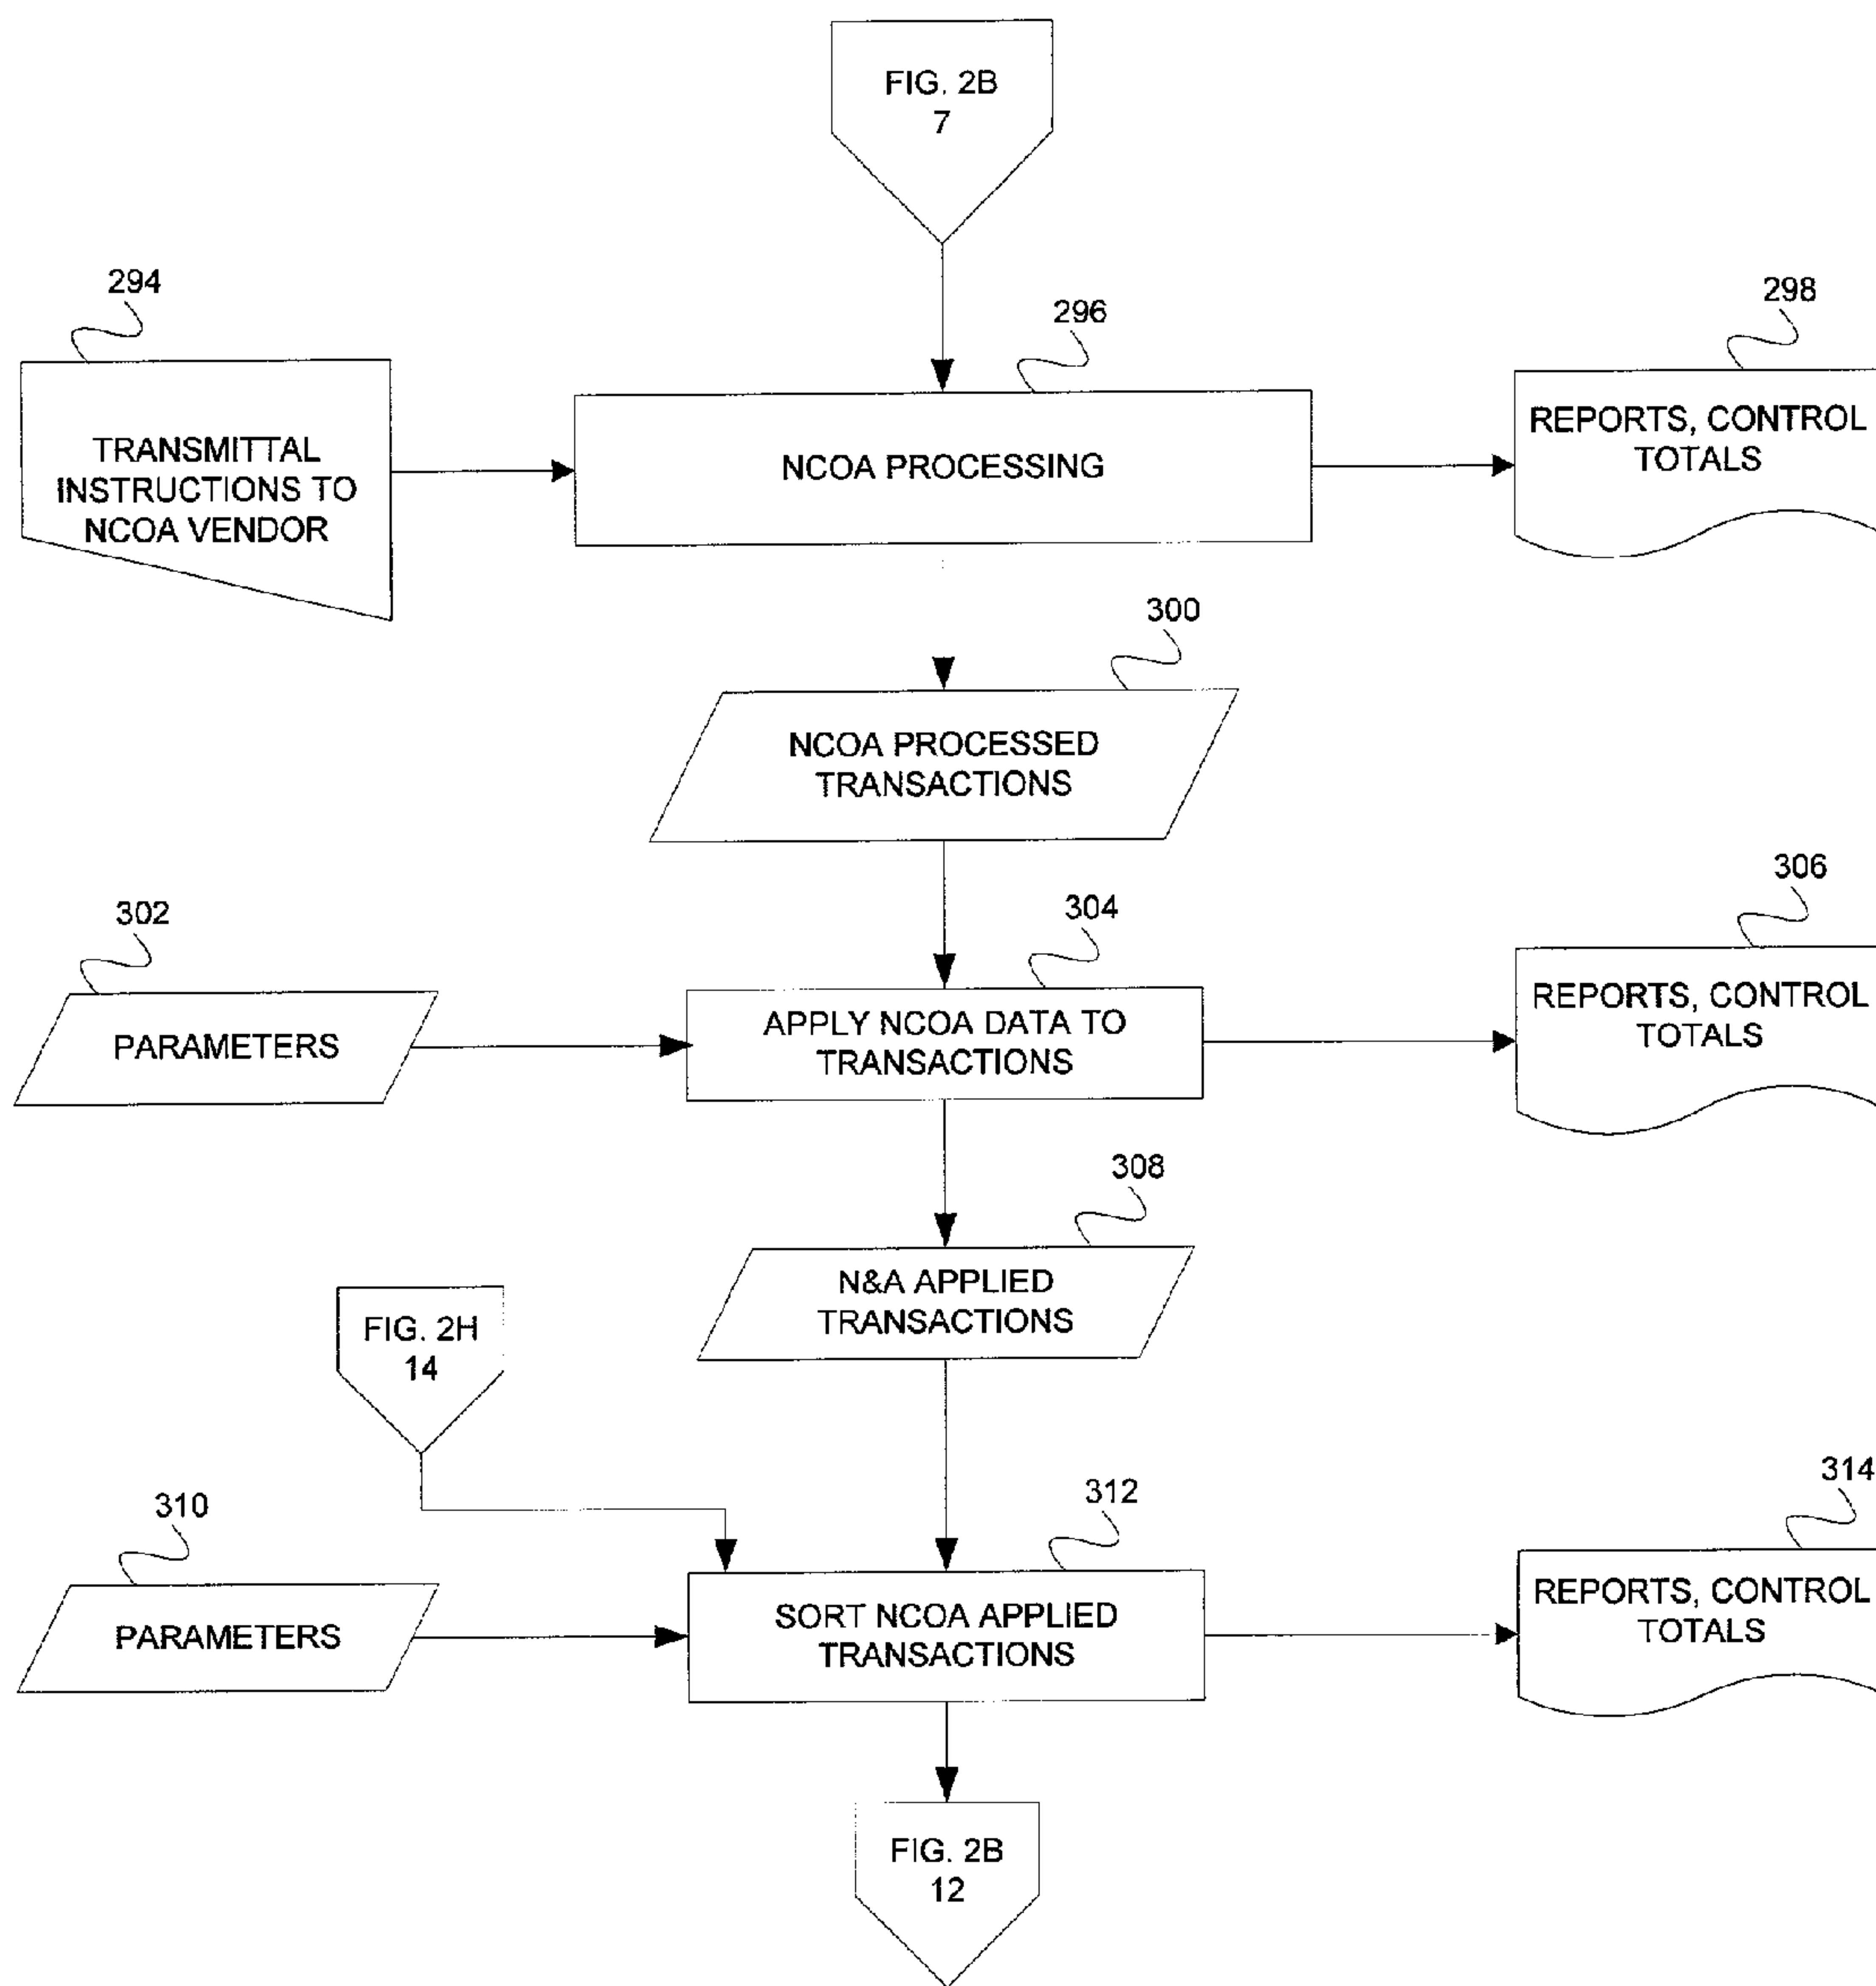 FIG. 2B
7
294
296
298
TRANSMITTAL
INSTRUCTIONS TO
NCOA VENDOR
NCOA PROCESSING
REPORTS, CONTROL
TOTALS
300
NCOA PROCESSED
TRANSACTIONS
302
304
306
PARAMETERS
APPLY NCOA DATA TO
TRANSACTIONS
REPORTS, CONTROL
TOTALS
308
N&A APPLIED
TRANSACTIONS
FIG. 2H
14
310
312
314
PARAMETERS
SORT NCOA APPLIED
TRANSACTIONS
REPORTS, CONTROL
TOTALS
FIG. 2B
12